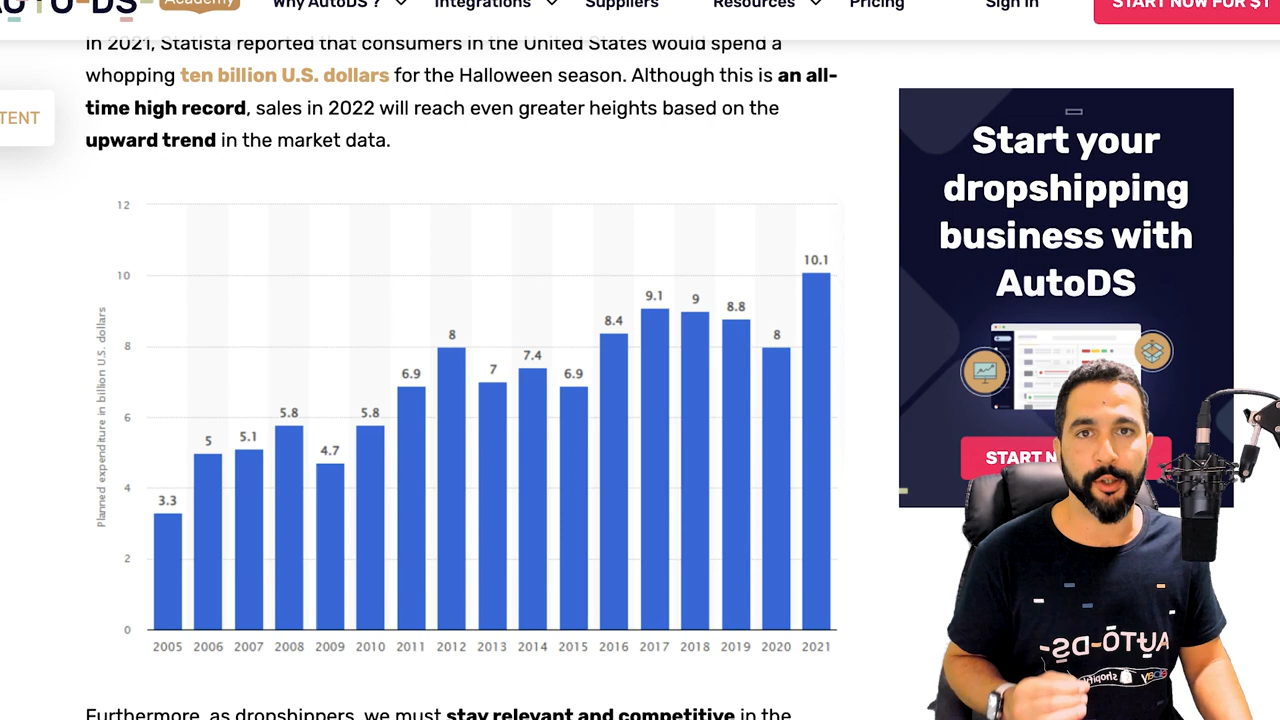 AUTO-DS-
Academy
Why AutoDS ?
Integrations
Suppliers
Resources
Pricing
Sign In
START NOW FOR $1
TENT
In 2021, Statista reported that consumers in the United States would spend a
whopping ten billion U.S. dollars for the Halloween season. Although this is an all-
time high record, sales in 2022 will reach even greater heights based on the
upward trend in the market data.
Start your
dropshipping
business with
AutoDS
START N
Planned expenditure in billion U.S. dollars
12
10
8
6
4
2
0
3.3
5
5.1
5.8
4.7
5.8
6.9
8
7
7.4
6.9
8.4
9.1
9
8.8
8
10.1
2005 2006 2007 2008 2009 2010 2011 2012 2013 2014 2015 2016 2017 2018 2019 2020 2021
AUTO-DS-
shopify
ebay
Furthermore, as dropshippers, we must stay relevant and competitive in the